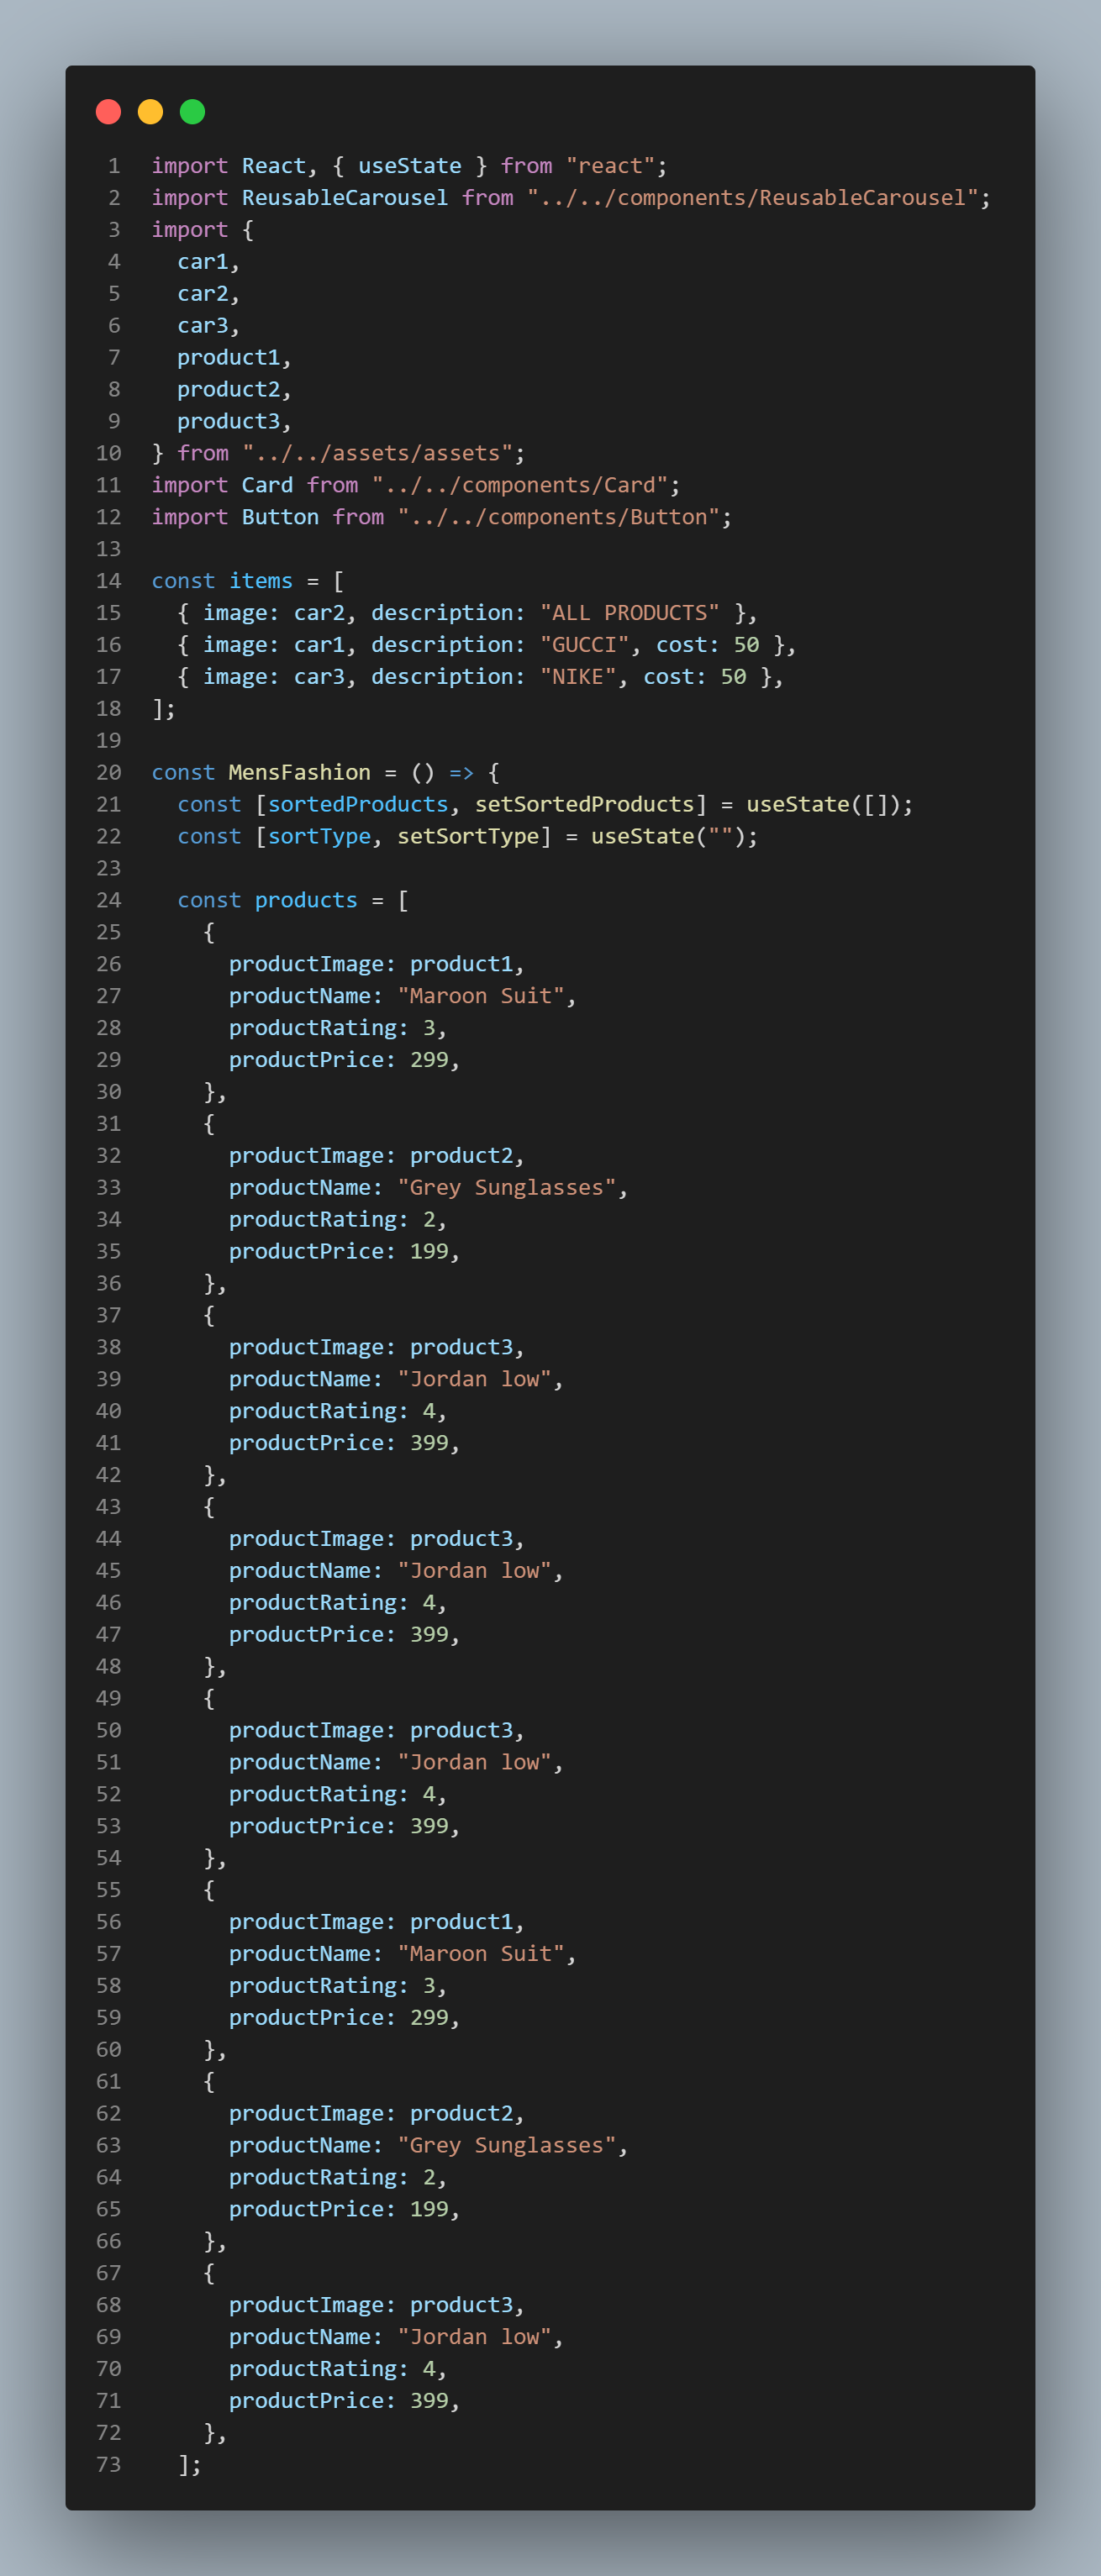 1 import React, { useState } from "react";
2 import ReusableCarousel from "../../components/ReusableCarousel";
3 import {
4   car1,
5   car2,
6   car3,
7   product1,
8   product2,
9   product3,
10 } from "../../assets/assets";
11 import Card from "../../components/Card";
12 import Button from "../../components/Button";
13
14 const items = [
15   { image: car2, description: "ALL PRODUCTS" },
16   { image: car1, description: "GUCCI", cost: 50 },
17   { image: car3, description: "NIKE", cost: 50 },
18 ];
19
20 const MensFashion = () => {
21   const [sortedProducts, setSortedProducts] = useState([]);
22   const [sortType, setSortType] = useState("");
23
24   const products = [
25     {
26       productImage: product1,
27       productName: "Maroon Suit",
28       productRating: 3,
29       productPrice: 299,
30     },
31     {
32       productImage: product2,
33       productName: "Grey Sunglasses",
34       productRating: 2,
35       productPrice: 199,
36     },
37     {
38       productImage: product3,
39       productName: "Jordan low",
40       productRating: 4,
41       productPrice: 399,
42     },
43     {
44       productImage: product3,
45       productName: "Jordan low",
46       productRating: 4,
47       productPrice: 399,
48     },
49     {
50       productImage: product3,
51       productName: "Jordan low",
52       productRating: 4,
53       productPrice: 399,
54     },
55     {
56       productImage: product1,
57       productName: "Maroon Suit",
58       productRating: 3,
59       productPrice: 299,
60     },
61     {
62       productImage: product2,
63       productName: "Grey Sunglasses",
64       productRating: 2,
65       productPrice: 199,
66     },
67     {
68       productImage: product3,
69       productName: "Jordan low",
70       productRating: 4,
71       productPrice: 399,
72     },
73   ];